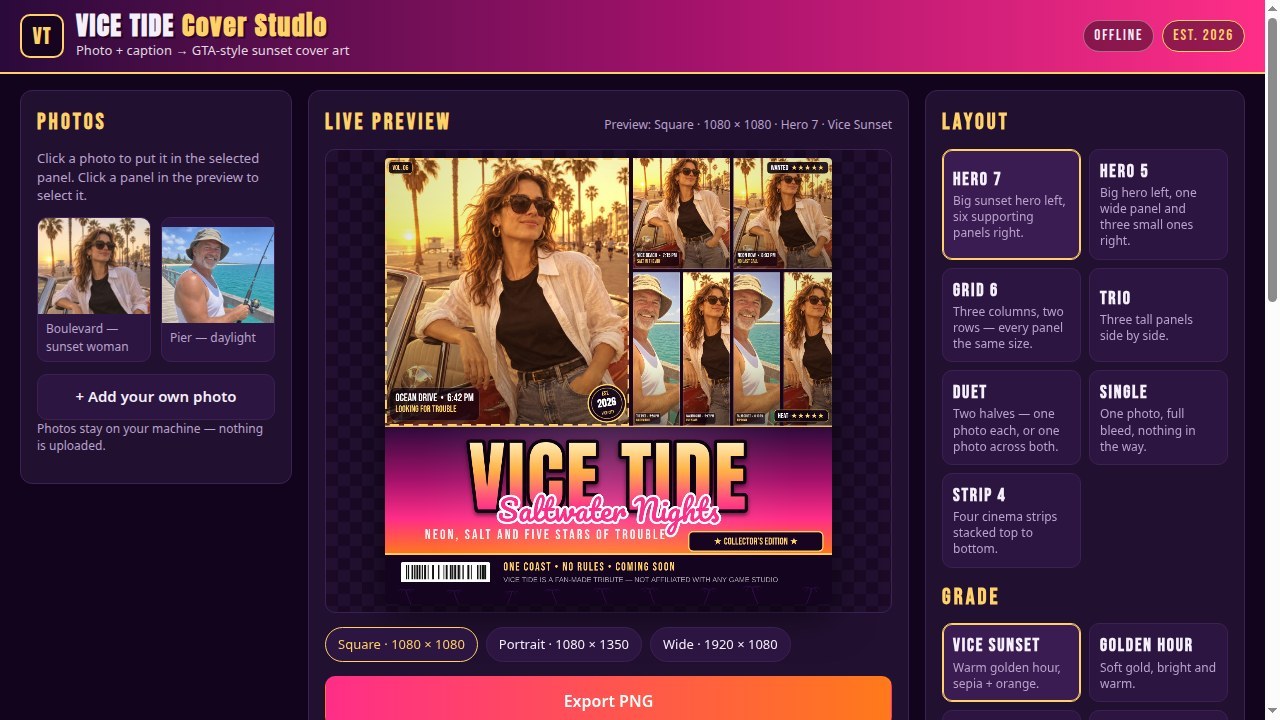 VT
VICE TIDE Cover Studio
Photo + caption → GTA-style sunset cover art
OFFLINE
EST. 2026
PHOTOS
Click a photo to put it in the selected
panel. Click a panel in the preview to
select it.
Boulevard —
sunset woman
Pier — daylight
+ Add your own photo
Photos stay on your machine — nothing
is uploaded.
LIVE PREVIEW
Preview: Square · 1080 × 1080 · Hero 7 · Vice Sunset
VOL. 06
WANTED ★★★★★
OCEAN DRIVE • 6:42 PM
LOOKING FOR TROUBLE
2026
HEAT ★★★★★
VICE TIDE
Saltwater Nights
NEON, SALT AND FIVE STARS OF TROUBLE
★ COLLECTOR'S EDITION ★
ONE COAST • NO RULES • COMING SOON
VICE TIDE IS A FAN-MADE TRIBUTE — NOT AFFILIATED WITH ANY GAME STUDIO
Square · 1080 × 1080
Portrait · 1080 × 1350
Wide · 1920 × 1080
Export PNG
LAYOUT
HERO 7
Big sunset hero left,
six supporting
panels right.
HERO 5
Big hero left, one
wide panel and
three small ones
right.
GRID 6
Three columns, two
rows — every panel
the same size.
TRIO
Three tall panels
side by side.
DUET
Two halves — one
photo each, or one
photo across both.
SINGLE
One photo, full
bleed, nothing in
the way.
STRIP 4
Four cinema strips
stacked top to
bottom.
GRADE
VICE SUNSET
Warm golden hour,
sepia + orange.
GOLDEN HOUR
Soft gold, bright and
warm.